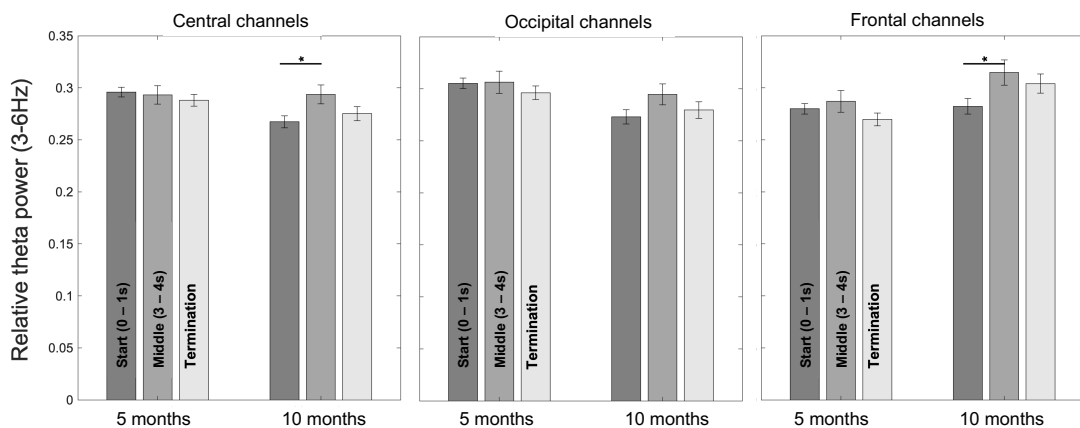 Central channels
Occipital channels
Frontal channels
Relative theta power (3-6Hz)
0.35
0.3
0.25
0.2
0.15
0.1
0.05
0
*
Start (0 – 1s)
Middle (3 – 4s)
Termination
5 months
10 months
Start (0 – 1s)
Middle (3 – 4s)
Termination
5 months
10 months
*
Start (0 – 1s)
Middle (3 – 4s)
Termination
5 months
10 months